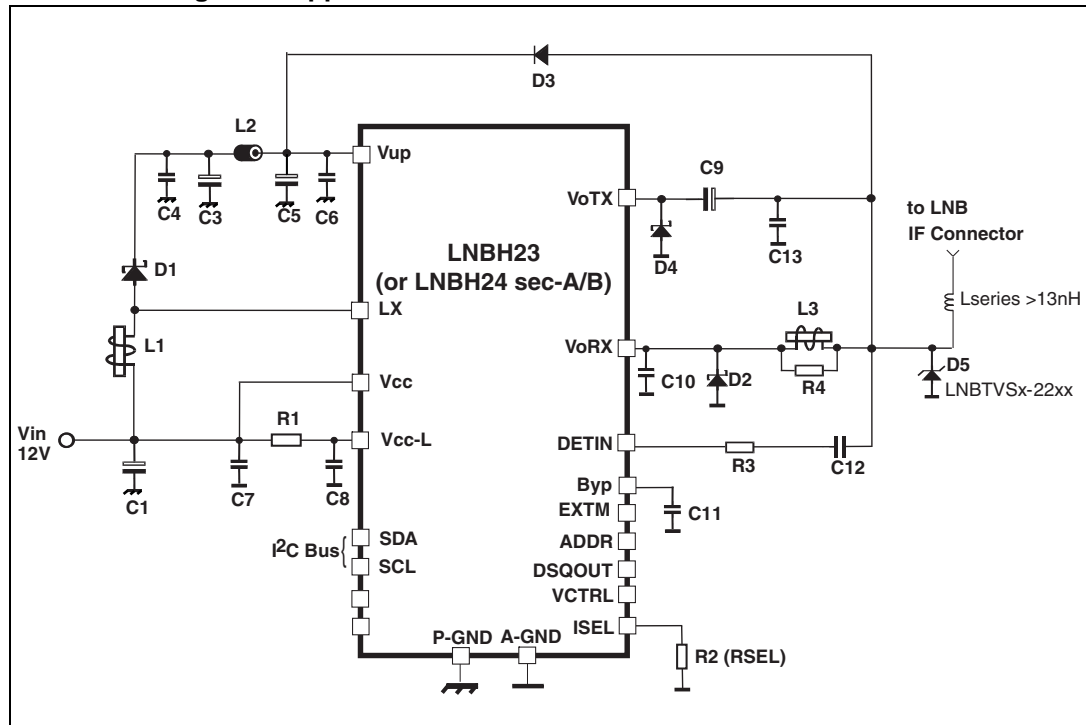 D3
L2
Vup
C4
C3
C5
C6
C9
VoTX
to LNB
IF Connector
D4
C13
LNBH23
(or LNBH24 sec-A/B)
D1
LX
Lseries >13nH
L1
L3
VoRX
C10
D2
R4
D5
LNBTVSx-22xx
Vcc
R1
Vin
12V
Vcc-L
DETIN
R3
C12
C1
C7
C8
Byp
C11
EXTM
I2C Bus
SDA
SCL
ADDR
DSQOUT
VCTRL
ISEL
P-GND
A-GND
R2 (RSEL)